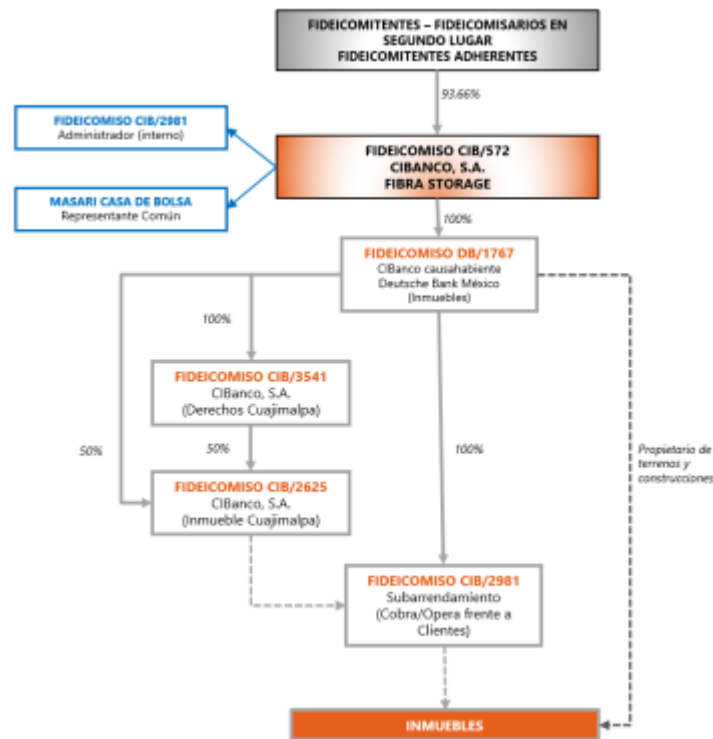 FIDEICOMITENTES – FIDEICOMISARIOS EN
SEGUNDO LUGAR
FIDEICOMITENTES ADHERENTES
93.66%
FIDEICOMISO CIB/2981
Administrador (interno)
FIDEICOMISO CIB/572
CIBANCO, S.A.
FIBRA STORAGE
MASARI CASA DE BOLSA
Representante Común
100%
FIDEICOMISO DB/1767
CIBanco causahabiente
Deutsche Bank México
(Inmuebles)
100%
FIDEICOMISO CIB/3541
CIBanco, S.A.
(Derechos Cuajimalpa)
50%
50%
100%
Propietario de
terrenos y
construcciones
FIDEICOMISO CIB/2625
CIBanco, S.A.
(Inmueble Cuajimalpa)
FIDEICOMISO CIB/2981
Subarrendamiento
(Cobra/Opera frente a
Clientes)
INMUEBLES